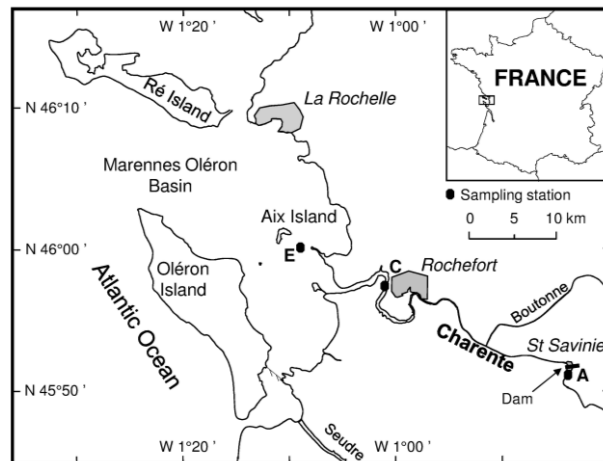 W 1°20 '
W 1°00 '
Ré Island
La Rochelle
FRANCE
N 46°10 '
Marennes Oléron
Basin
Sampling station
0 5 10 km
Aix Island
N 46°00 '
E
C
Rochefort
Oléron
Island
Atlantic Ocean
Boutonne
Charente
St Savinie
A
Dam
N 45°50 '
Seudre
W 1°20 '
W 1°00 '